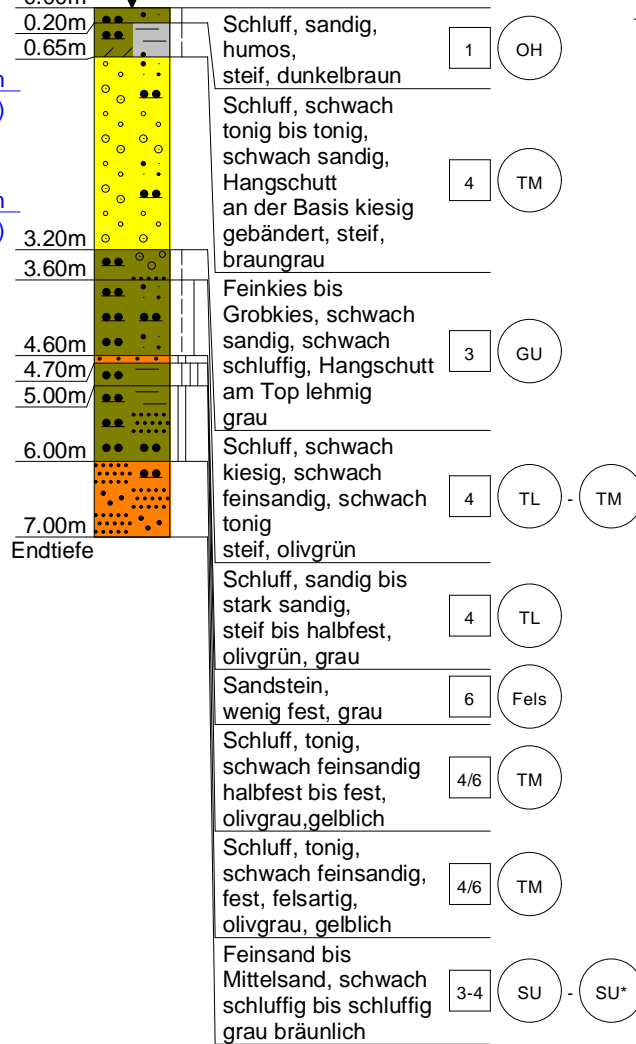 0.20m
0.65m
3.20m
3.60m
4.60m
4.70m
5.00m
6.00m
7.00m
Endtiefe
Schluff, sandig,
humos,
steif, dunkelbraun
1 OH
Schluff, schwach
tonig bis tonig,
schwach sandig,
Hangschutt
an der Basis kiesig
gebändert, steif,
braungrau
4 TM
Feinkies bis
Grobkies, schwach
sandig, schwach
schluffig, Hangschutt
am Top lehmig
grau
3 GU
Schluff, schwach
kiesig, schwach
feinsandig, schwach
tonig
steif, olivgrün
4 TL - TM
Schluff, sandig bis
stark sandig,
steif bis halbfest,
olivgrün, grau
4 TL
Sandstein,
wenig fest, grau
6 Fels
Schluff, tonig,
schwach feinsandig
halbfest bis fest,
olivgrau,gelblich
4/6 TM
Schluff, tonig,
schwach feinsandig,
fest, felsartig,
olivgrau, gelblich
4/6 TM
Feinsand bis
Mittelsand, schwach
schluffig bis schluffig
grau bräunlich
3-4 SU - SU*